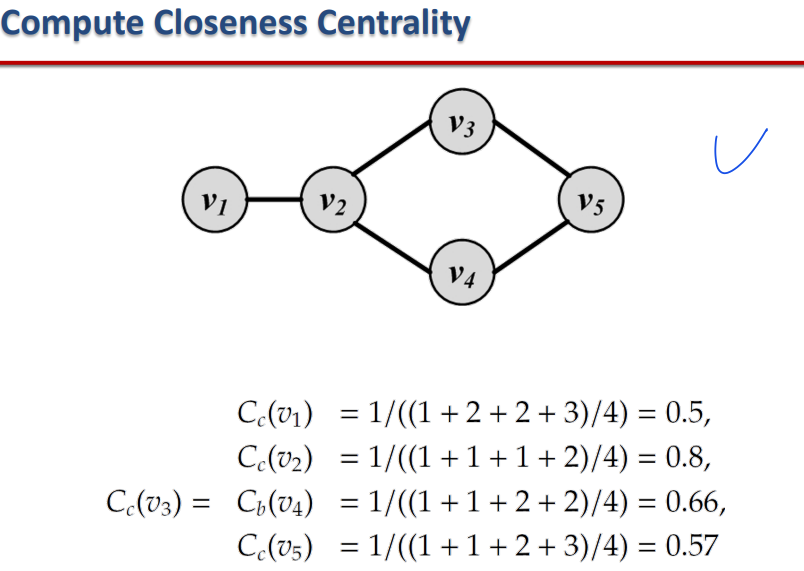 Compute Closeness Centrality
v3
v1
v2
v5
v4
Cc(v1) = 1/((1 + 2 + 2 + 3)/4) = 0.5,
Cc(v2) = 1/((1 + 1 + 1 + 2)/4) = 0.8,
Cc(v3) = Cb(v4) = 1/((1 + 1 + 2 + 2)/4) = 0.66,
Cc(v5) = 1/((1 + 1 + 2 + 3)/4) = 0.57